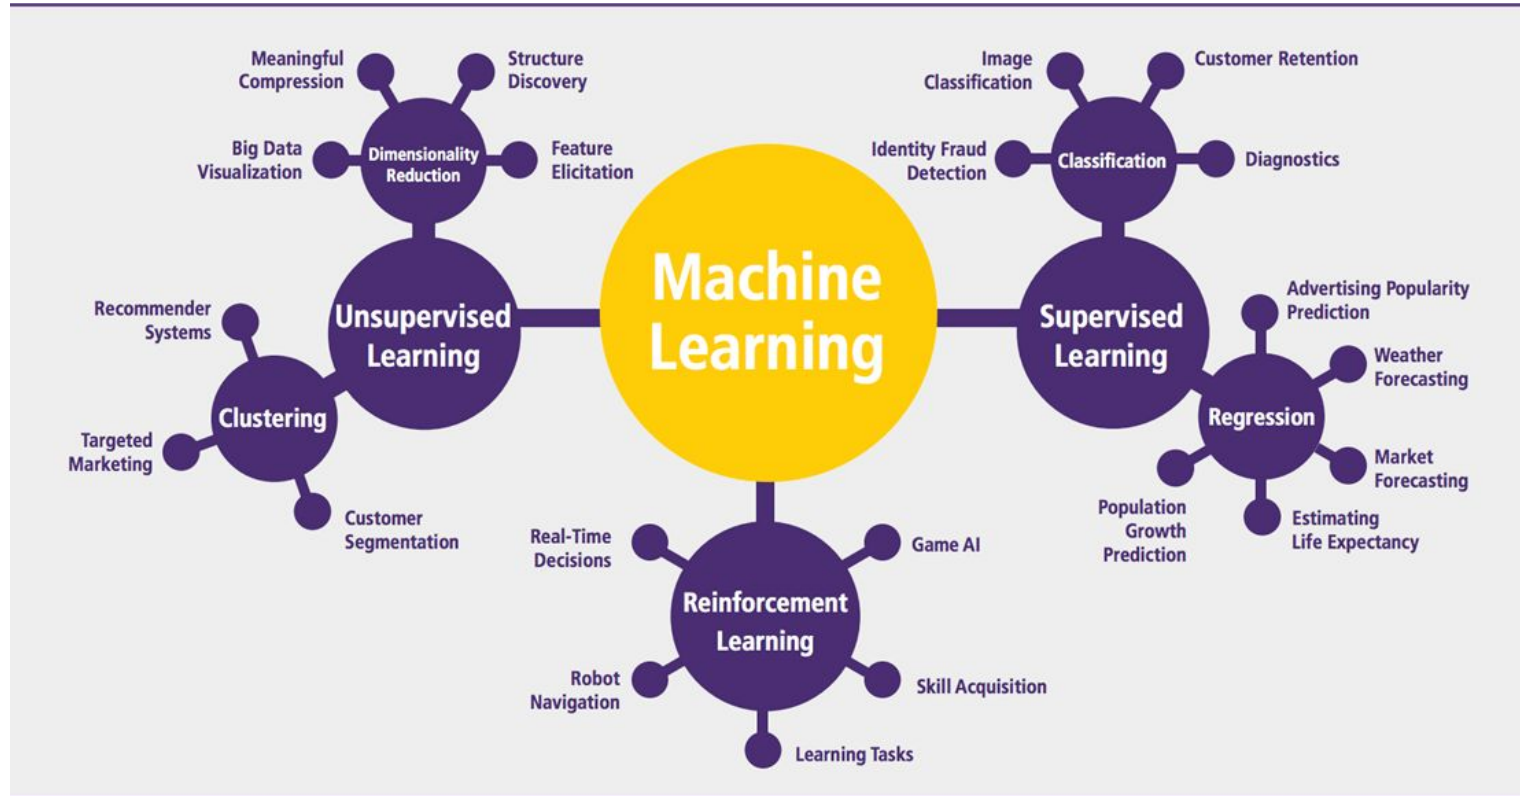 Machine
Learning
Unsupervised
Learning
Dimensionality
Reduction
Meaningful
Compression
Structure
Discovery
Big Data
Visualization
Feature
Elicitation
Clustering
Recommender
Systems
Targeted
Marketing
Customer
Segmentation
Supervised
Learning
Classification
Image
Classification
Customer Retention
Identity Fraud
Detection
Diagnostics
Regression
Advertising Popularity
Prediction
Weather
Forecasting
Market
Forecasting
Estimating
Life Expectancy
Population
Growth
Prediction
Reinforcement
Learning
Real-Time
Decisions
Game AI
Robot
Navigation
Skill Acquisition
Learning Tasks